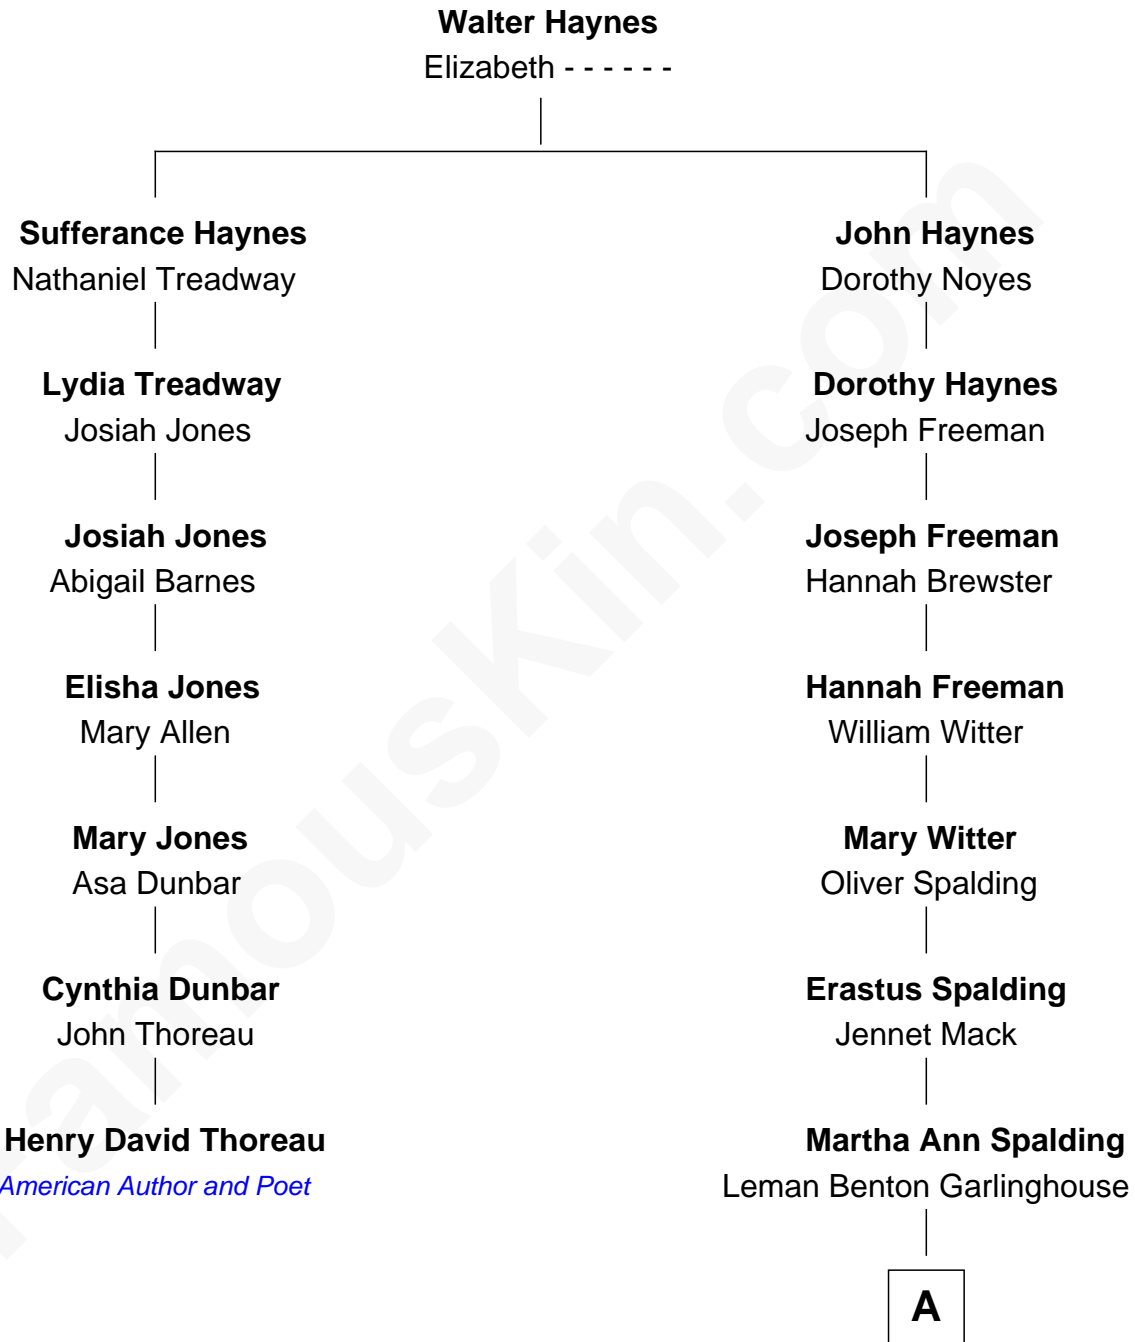 Walter Haynes
Elizabeth - - - - - -
Sufferance Haynes
Nathaniel Treadway
John Haynes
Dorothy Noyes
Lydia Treadway
Josiah Jones
Dorothy Haynes
Joseph Freeman
Josiah Jones
Abigail Barnes
Joseph Freeman
Hannah Brewster
Elisha Jones
Mary Allen
Hannah Freeman
William Witter
Mary Jones
Asa Dunbar
Mary Witter
Oliver Spalding
Cynthia Dunbar
John Thoreau
Erastus Spalding
Jennet Mack
Henry David Thoreau
American Author and Poet
Martha Ann Spalding
Leman Benton Garlinghouse
A
FamousKin.com